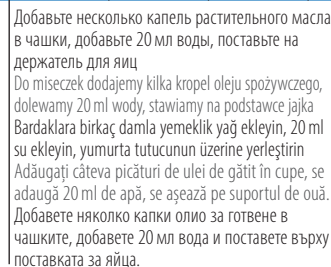 Добавьте несколько капель растительного масла
в чашки, добавьте 20 мл воды, поставьте на
держатель для яиц
Do miseczek dodajemy kilka kropel oleju spożywczego,
dolewamy 20 ml wody, stawiamy na podstawce jajka
Bardaklara birkaç damla yemeklik yağ ekleyin, 20 ml
su ekleyin, yumurta tutucunun üzerine yerleştirin
Adăugați câteva picături de ulei de gătit în cupe, se
adaugă 20 ml de apă, se așează pe suportul de ouă.
Добавете няколко капки олио за готвене в
чашките, добавете 20 мл вода и поставете върху
поставката за яйца.